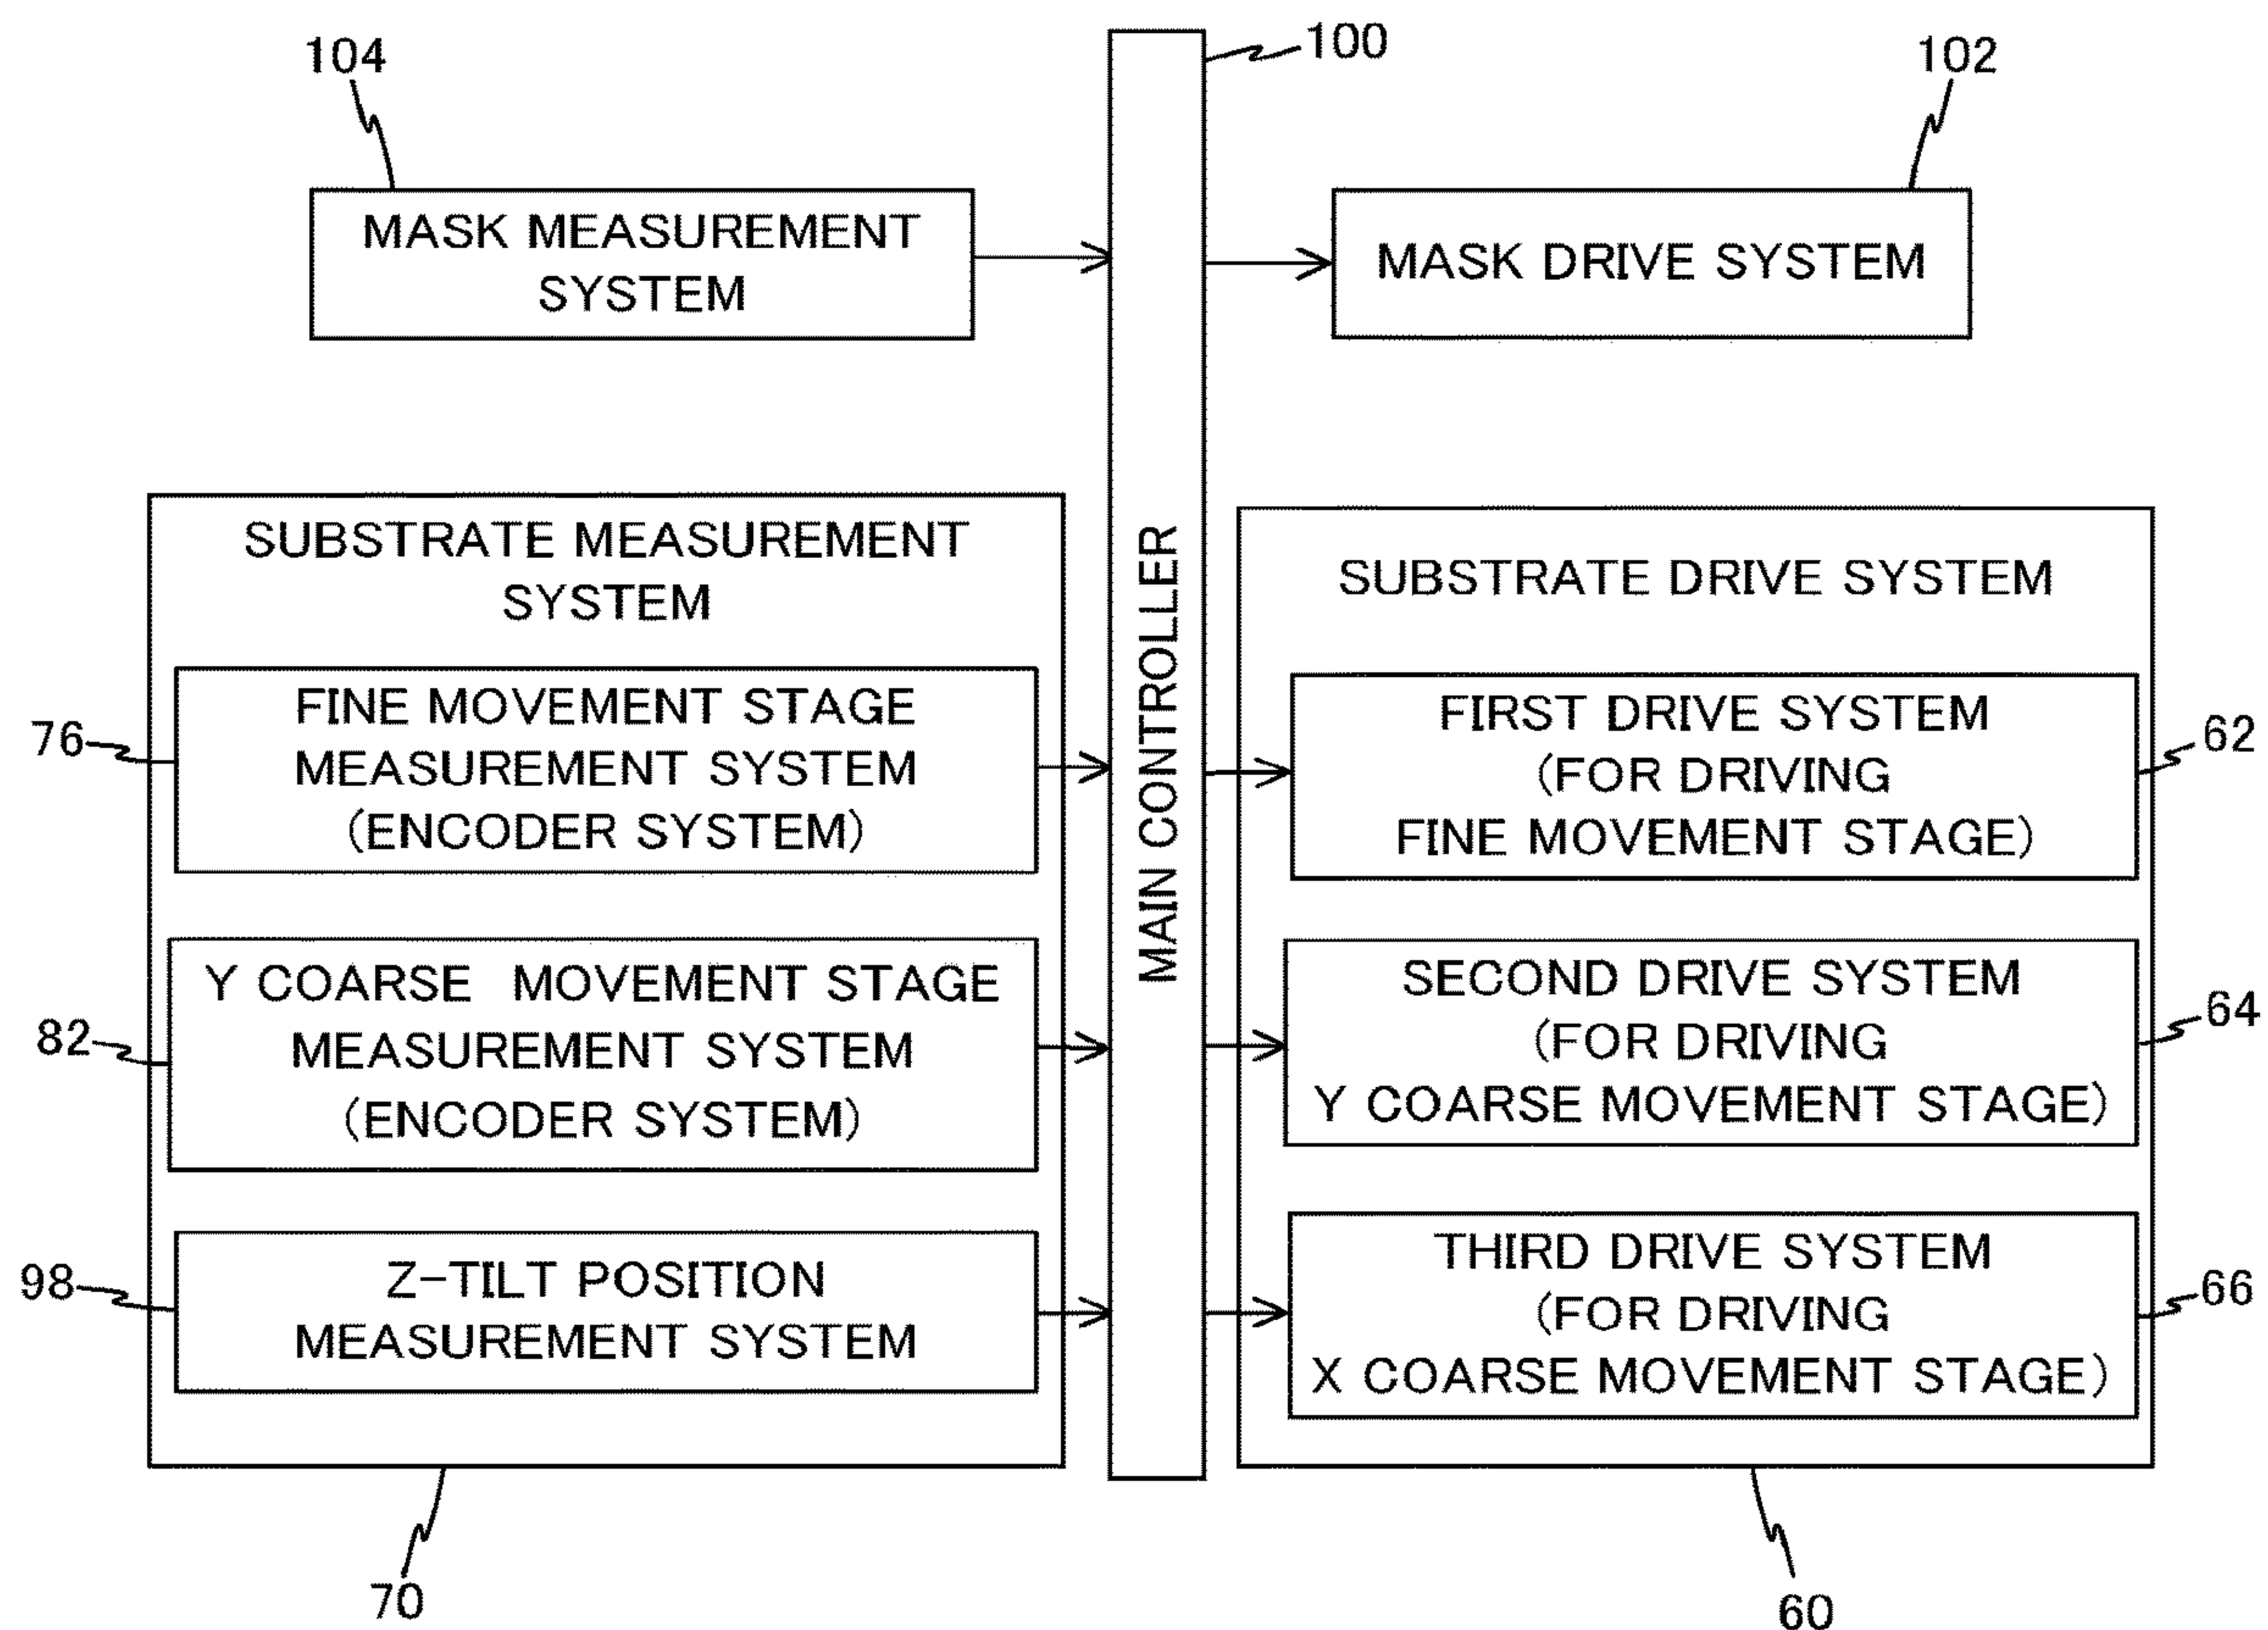 104
100
102
MASK MEASUREMENT
SYSTEM
MASK DRIVE SYSTEM
MAIN CONTROLLER
SUBSTRATE MEASUREMENT
SYSTEM
76
FINE MOVEMENT STAGE
MEASUREMENT SYSTEM
(ENCODER SYSTEM)
82
Y COARSE MOVEMENT STAGE
MEASUREMENT SYSTEM
(ENCODER SYSTEM)
98
Z-TILT POSITION
MEASUREMENT SYSTEM
70
SUBSTRATE DRIVE SYSTEM
FIRST DRIVE SYSTEM
(FOR DRIVING
FINE MOVEMENT STAGE)
62
SECOND DRIVE SYSTEM
(FOR DRIVING
Y COARSE MOVEMENT STAGE)
64
THIRD DRIVE SYSTEM
(FOR DRIVING
X COARSE MOVEMENT STAGE)
66
60